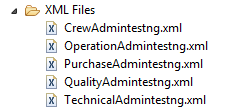 XML Files
CrewAdmintestng.xml
OperationAdmintestng.xml
PurchaseAdmintestng.xml
QualityAdmintestng.xml
TechnicalAdmintestng.xml